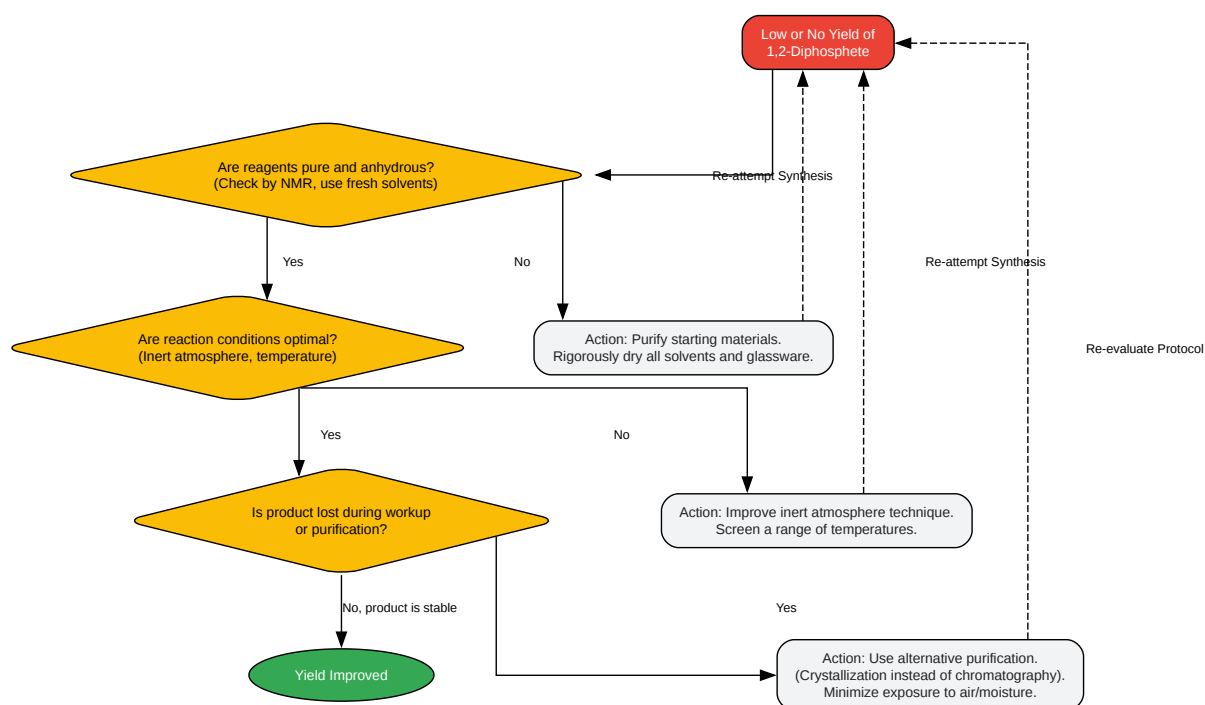 Low or No Yield of
1,2-Diphosphete
Are reagents pure and anhydrous?
(Check by NMR, use fresh solvents)
Re-attempt Synthesis
Yes
No
Re-attempt Synthesis
Are reaction conditions optimal?
(Inert atmosphere, temperature)
Action: Purify starting materials.
Rigorously dry all solvents and glassware.
Re-evaluate Protocol
Yes
No
Is product lost during workup
or purification?
Action: Improve inert atmosphere technique.
Screen a range of temperatures.
No, product is stable
Yes
Yield Improved
Action: Use alternative purification.
(Crystallization instead of chromatography).
Minimize exposure to air/moisture.